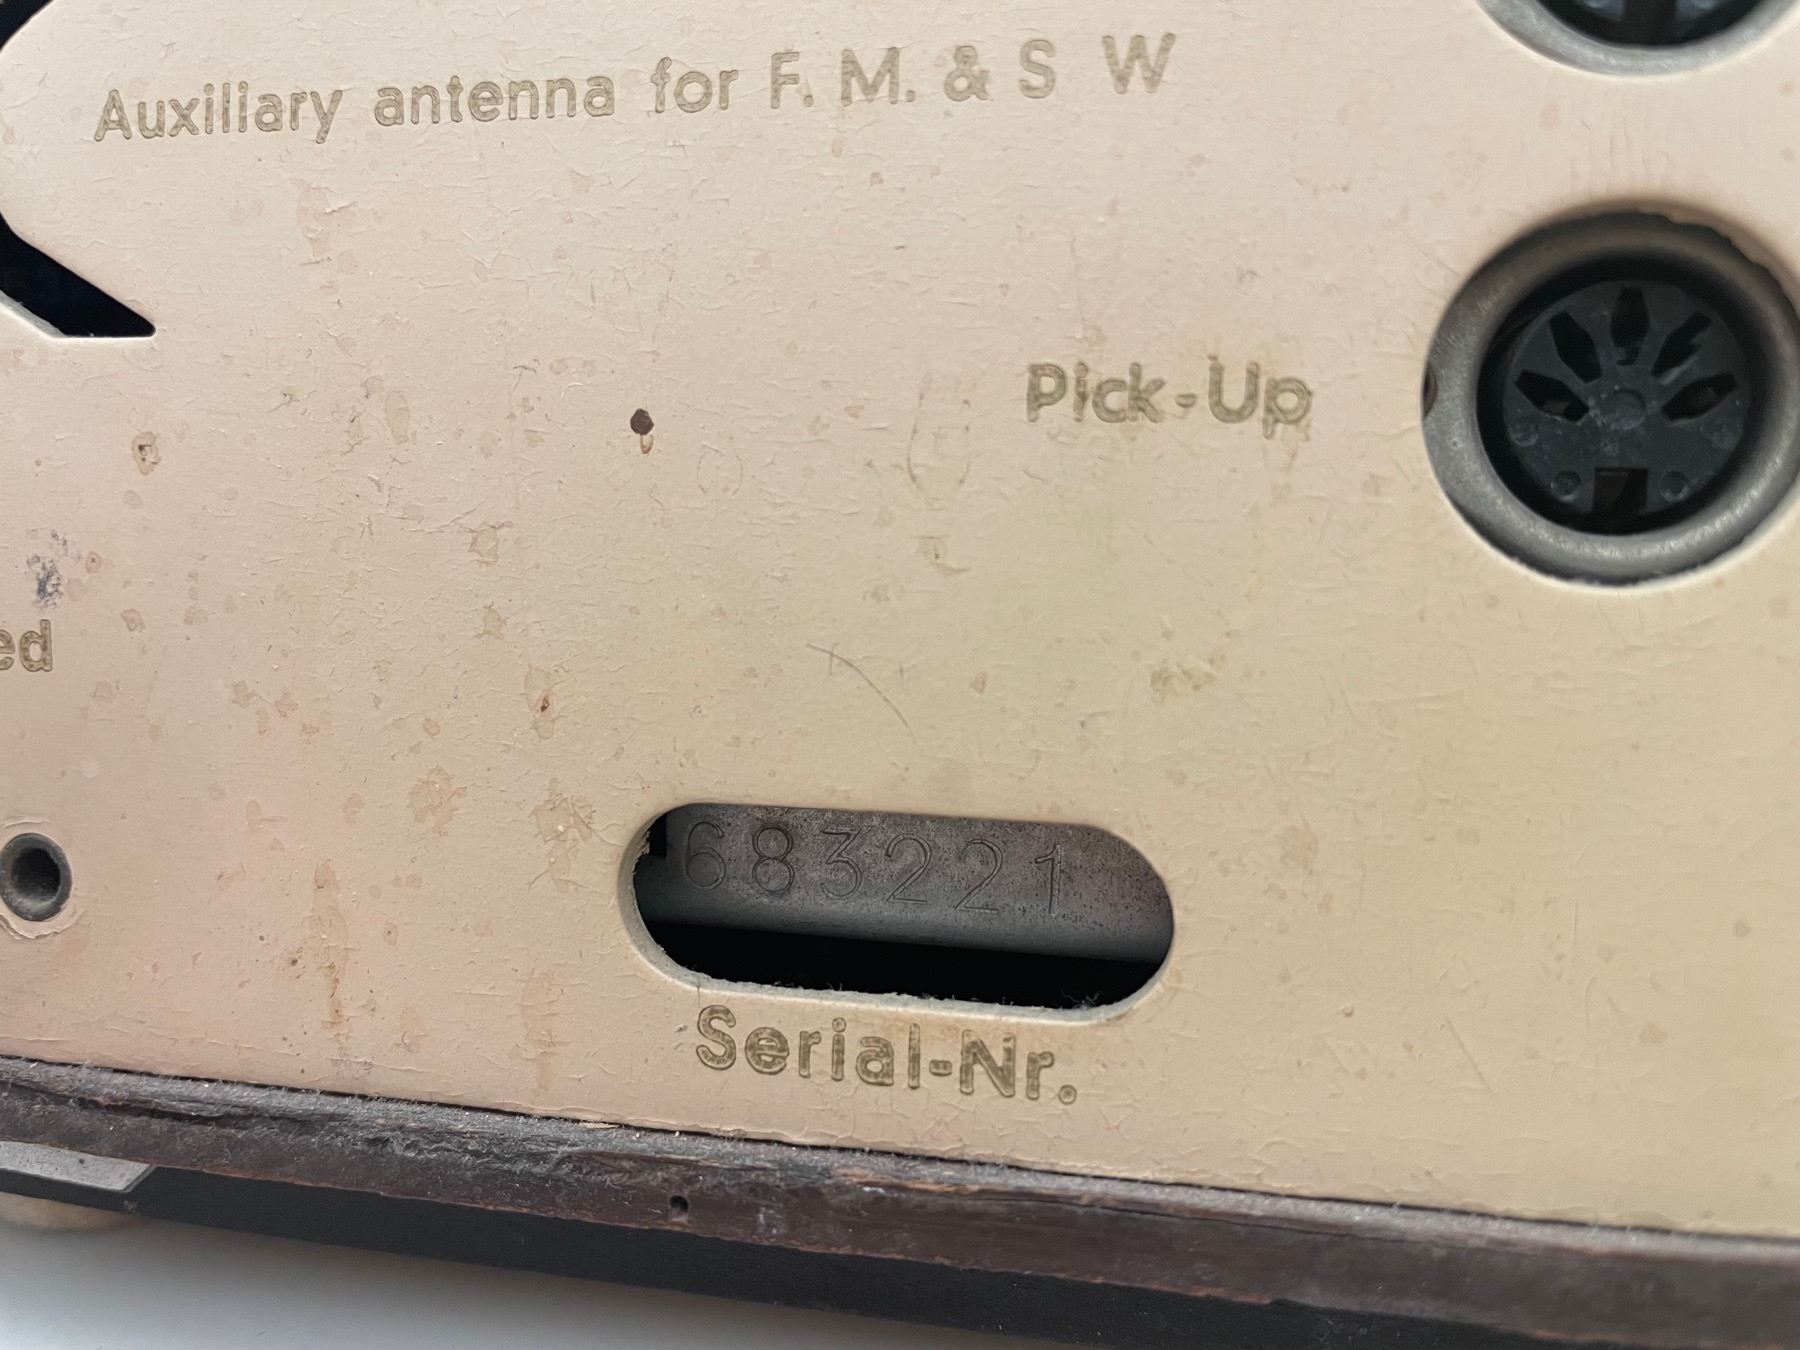 Auxiliary antenna for F. M. & S W
Pick-Up
ed
683221
Serial-Nr.